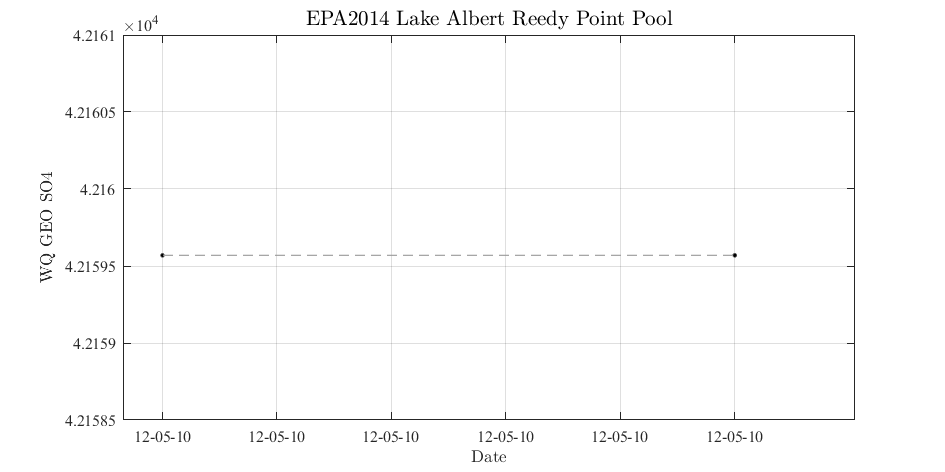 EPA2014 Lake Albert Reedy Point Pool
×10^4
4.2161
4.21605
4.216
4.21595
4.2159
4.21585
WQ GEO SO4
12-05-10 12-05-10 12-05-10 12-05-10 12-05-10 12-05-10
Date